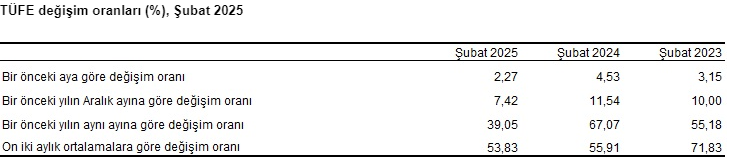 TÜFE değişim oranları (%), Şubat 2025
Şubat 2025 Şubat 2024 Şubat 2023
Bir önceki aya göre değişim oranı 2,27 4,53 3,15
Bir önceki yılın Aralık ayına göre değişim oranı 7,42 11,54 10,00
Bir önceki yılın aynı ayına göre değişim oranı 39,05 67,07 55,18
On iki aylık ortalamalara göre değişim oranı 53,83 55,91 71,83